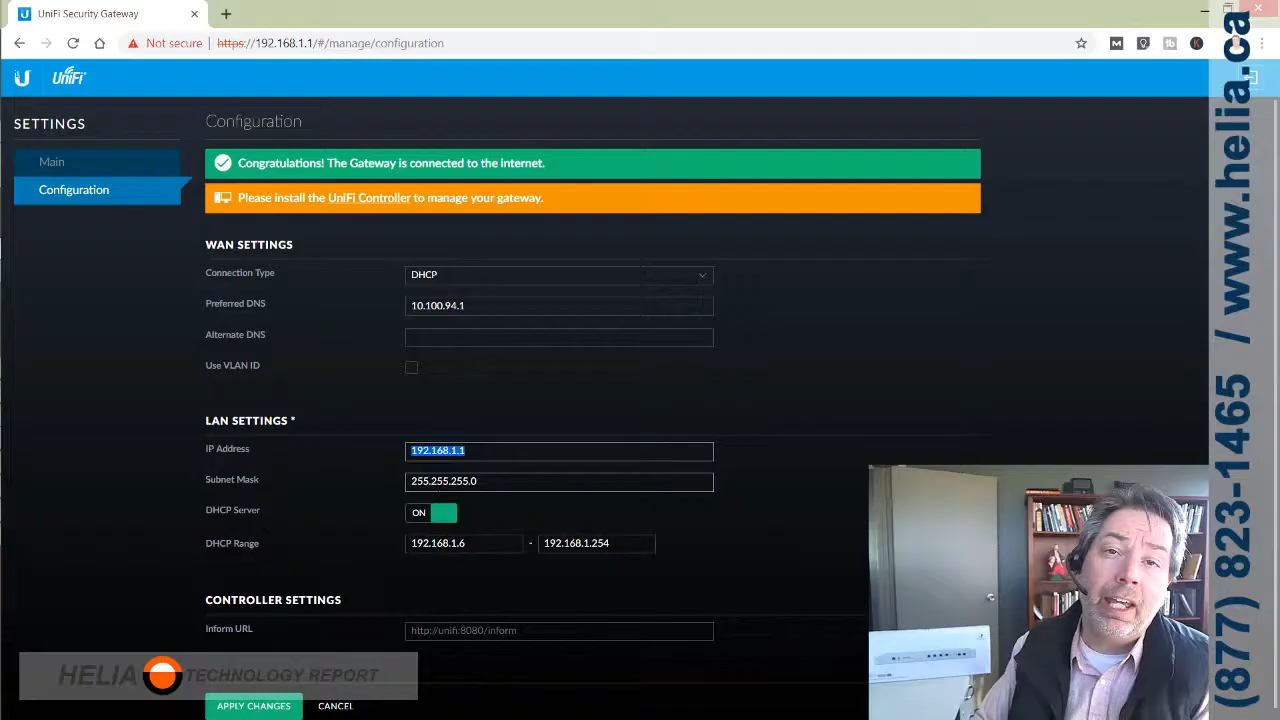 UniFi Security Gateway
Not secure
https://192.168.1.1/#/manage/configuration
UniFi
SETTINGS
Main
Configuration
Configuration
Congratulations! The Gateway is connected to the internet.
Please install the UniFi Controller to manage your gateway.
WAN SETTINGS
Connection Type
DHCP
Preferred DNS
10.100.94.1
Alternate DNS
Use VLAN ID
LAN SETTINGS *
IP Address
192.168.1.1
Subnet Mask
255.255.255.0
DHCP Server
ON
DHCP Range
192.168.1.6 - 192.168.1.254
CONTROLLER SETTINGS
Inform URL
http://unifi:8080/inform
APPLY CHANGES
CANCEL
HELIA TECHNOLOGY REPORT
(877) 823-1465 / www.helia.ca